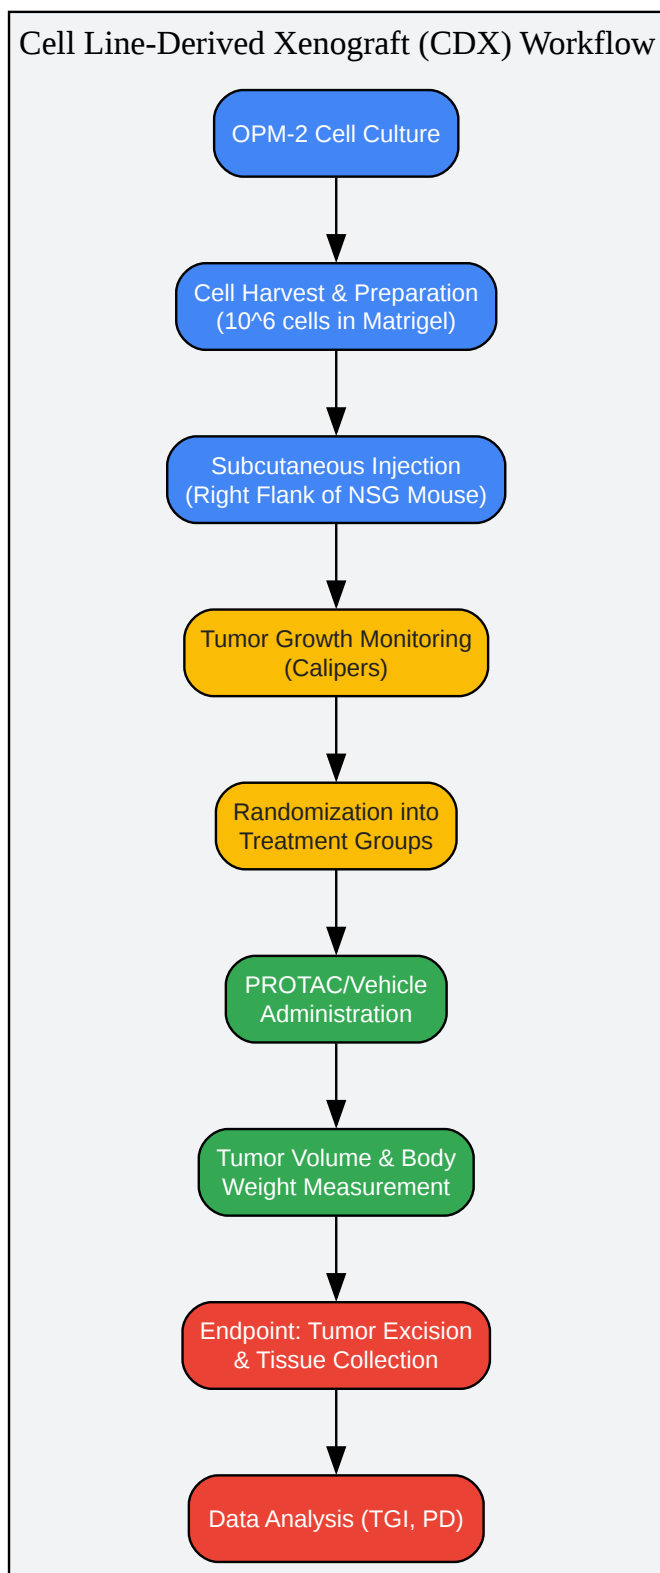 Cell Line-Derived Xenograft (CDX) Workflow
OPM-2 Cell Culture
Cell Harvest & Preparation
(10^6 cells in Matrigel)
Subcutaneous Injection
(Right Flank of NSG Mouse)
Tumor Growth Monitoring
(Calipers)
Randomization into
Treatment Groups
PROTAC/Vehicle
Administration
Tumor Volume & Body
Weight Measurement
Endpoint: Tumor Excision
& Tissue Collection
Data Analysis (TGI, PD)